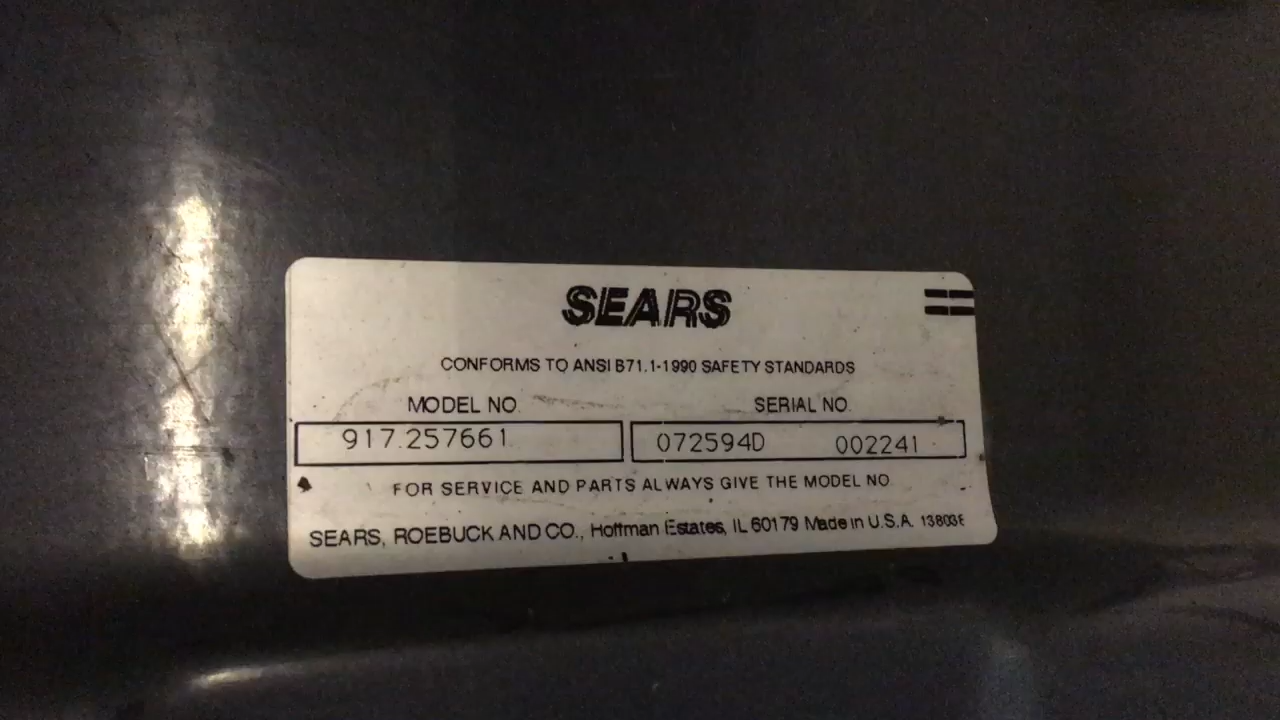 SEARS
CONFORMS TO ANSI B71.1-1990 SAFETY STANDARDS
MODEL NO. SERIAL NO.
917.257661 072594D 002241
FOR SERVICE AND PARTS ALWAYS GIVE THE MODEL NO.
SEARS, ROEBUCK AND CO., Hoffman Estates, IL 60179 Made in U.S.A.